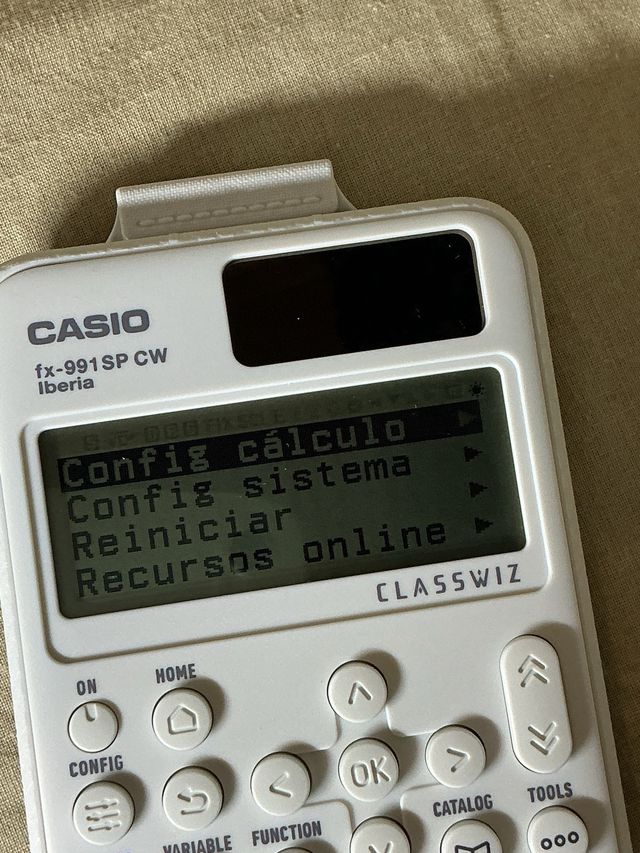 CASIO
fx-991SP CW
Iberia
Config cálculo
Config sistema
Reiniciar
Recursos online
CLASSWIZ
ON
HOME
CONFIG
OK
VARIABLE
FUNCTION
CATALOG
TOOLS